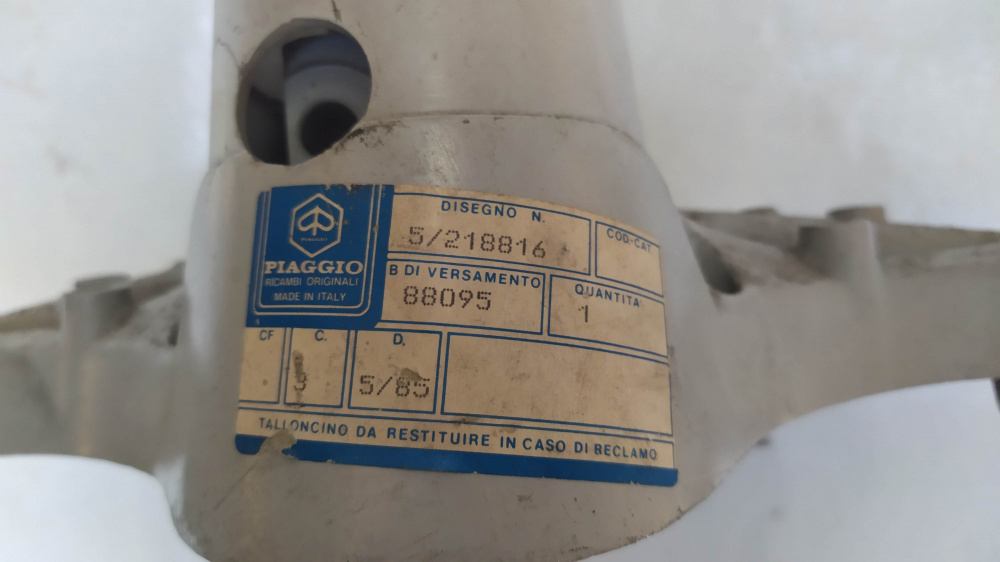 PIAGGIO
RICAMBI ORIGINALI
MADE IN ITALY
DISEGNO N.
5/218816
COD-CAT
B DI VERSAMENTO
88095
QUANTITA'
1
CF
C.
D.
5/85
TALLONCINO DA RESTITUIRE IN CASO DI RECLAMO